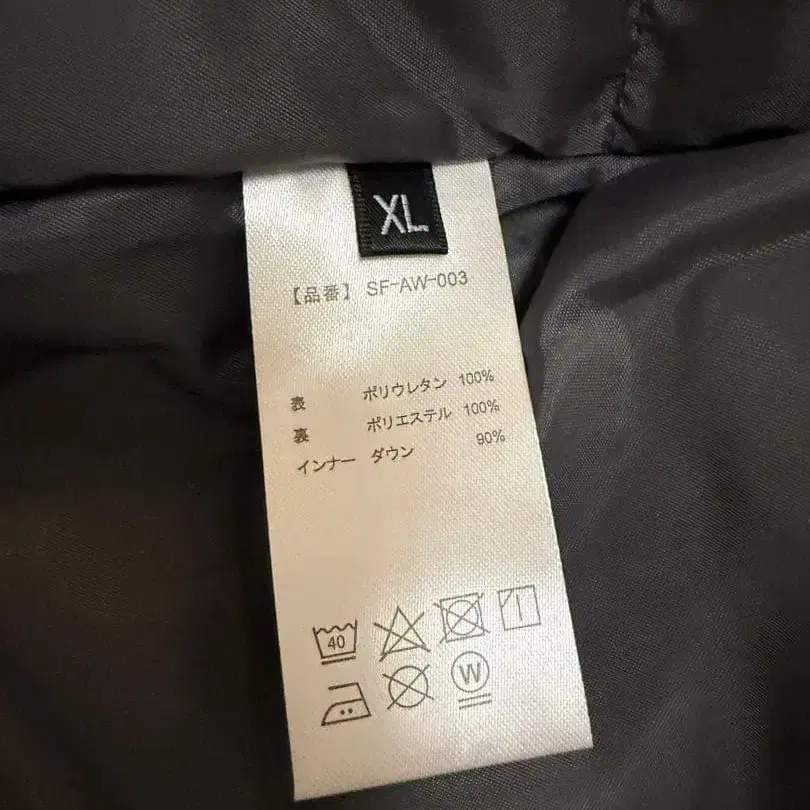 XL
【品番】 SF-AW-003
表 ポリウレタン 100%
裏 ポリエステル 100%
インナー ダウン 90%
40
W